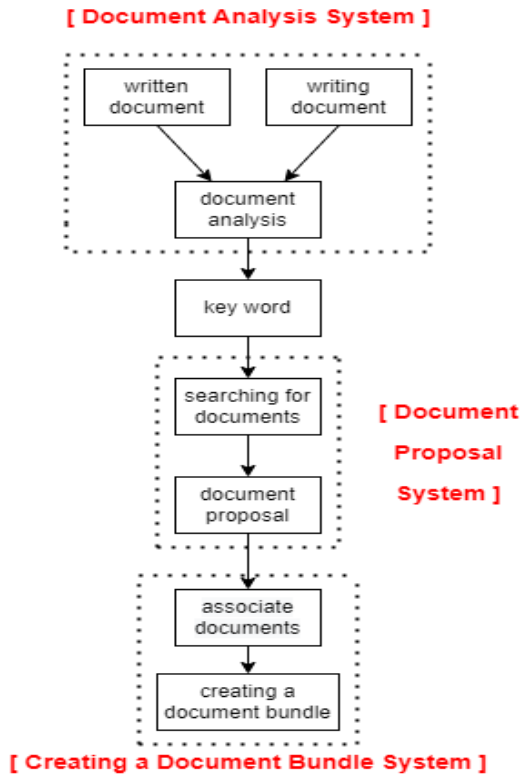 [ Document Analysis System ]
written
document
writing
document
document
analysis
key word
searching for
documents
[ Document
Proposal
System ]
document
proposal
associate
documents
creating a
document bundle
[ Creating a Document Bundle System ]